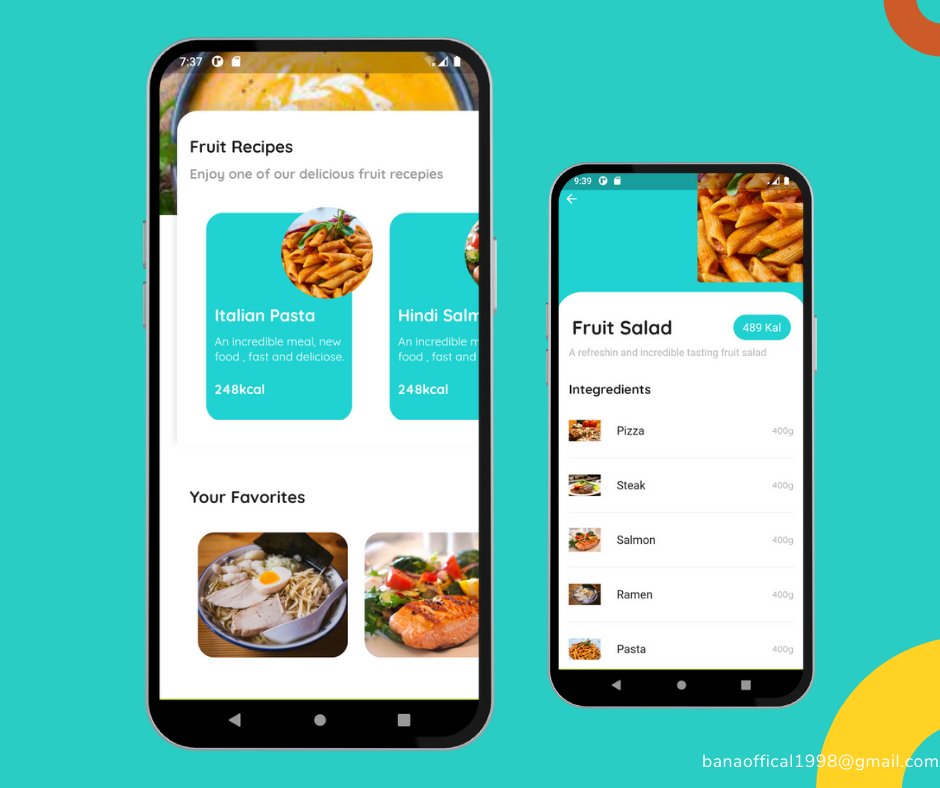 7:37
Fruit Recipes
Enjoy one of our delicious fruit recepies
Italian Pasta
An incredible meal, new
food , fast and deliciose.
248kcal
Hindi Salm
An incredible m
food , fast and
248kcal
Your Favorites
9:39
Fruit Salad
489 Kal
A refreshin and incredible tasting fruit salad
Integredients
Pizza
400g
Steak
400g
Salmon
400g
Ramen
400g
Pasta
400g
banaoffical1998@gmail.com